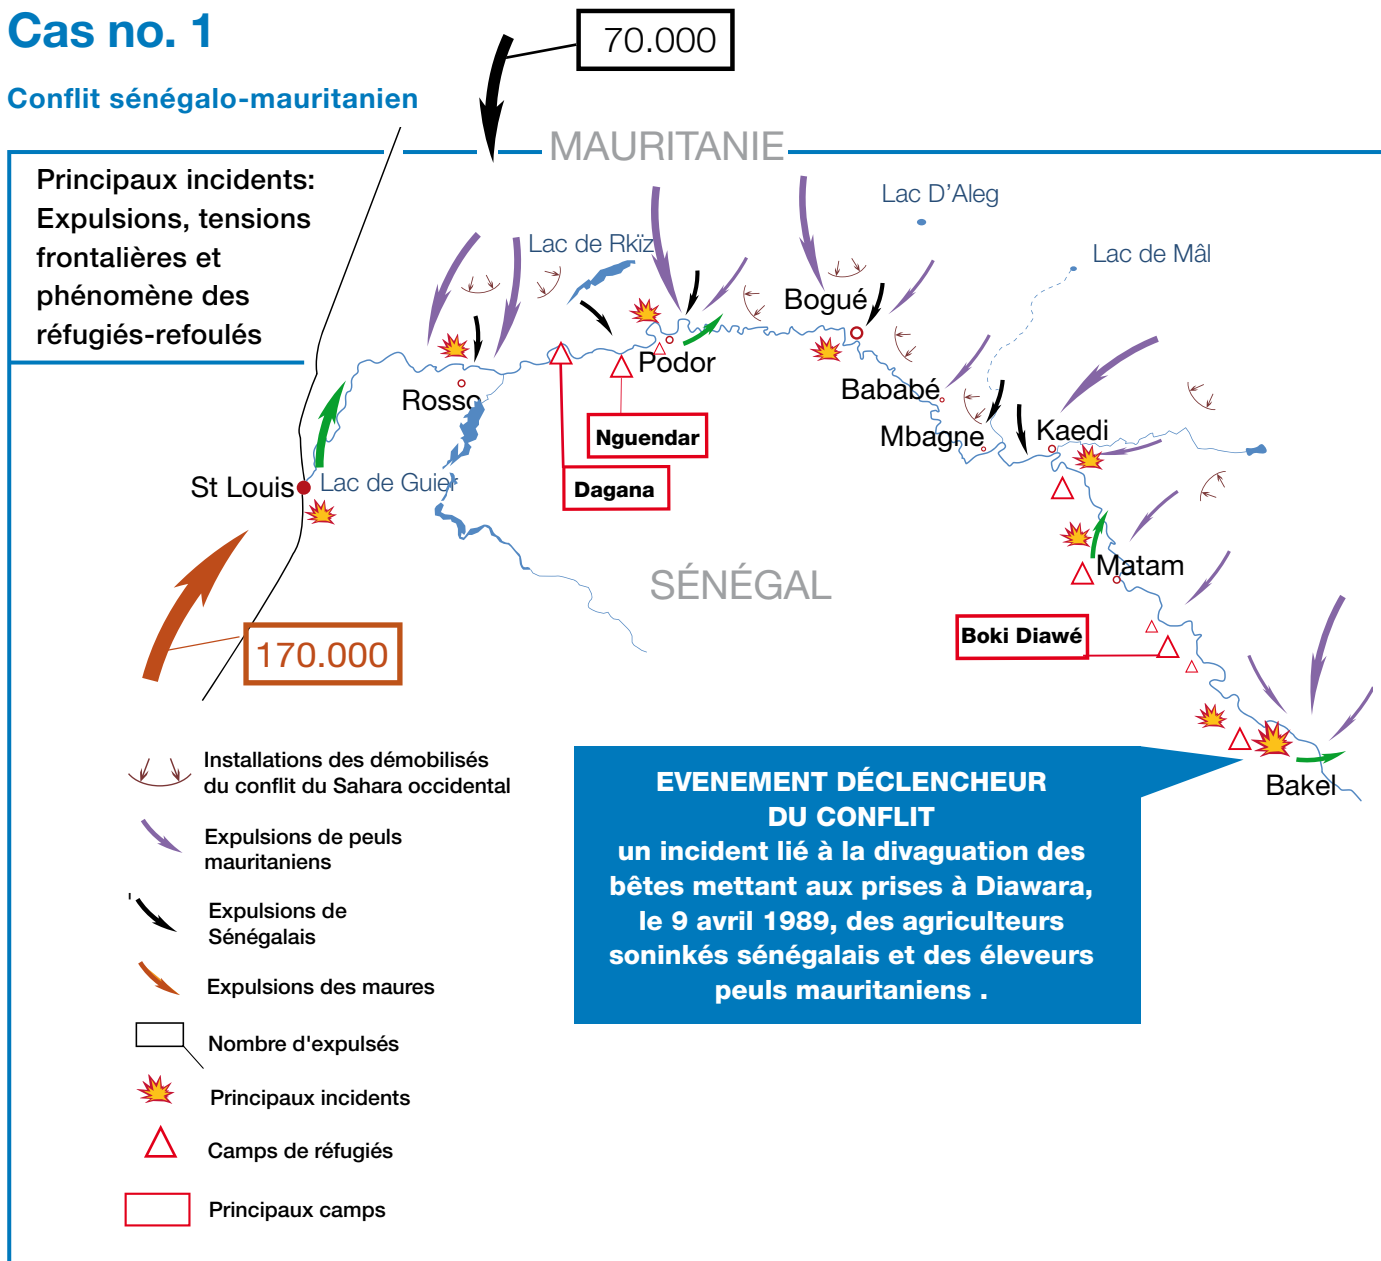 Cas no. 1
70.000
Conflit sénégalo-mauritanien
MAURITANIE
Principaux incidents:
Expulsions, tensions
frontalières et
phénomène des
réfugiés-refoulés
Lac D'Aleg
Lac de Rkïz
Lac de Mâl
Bogué
Podor
Rosso
Bababé
Mbagne
Kaedi
Nguendar
St Louis
Lac de Guier
Dagana
SÉNÉGAL
Matam
Boki Diawé
170.000
Bakel
Installations des démobilisés
du conflit du Sahara occidental
Expulsions de peuls
mauritaniens
Expulsions de
Sénégalais
Expulsions des maures
Nombre d'expulsés
Principaux incidents
Camps de réfugiés
Principaux camps
EVENEMENT DÉCLENCHEUR
DU CONFLIT
un incident lié à la divaguation des
bêtes mettant aux prises à Diawara,
le 9 avril 1989, des agriculteurs
soninkés sénégalais et des éleveurs
peuls mauritaniens .